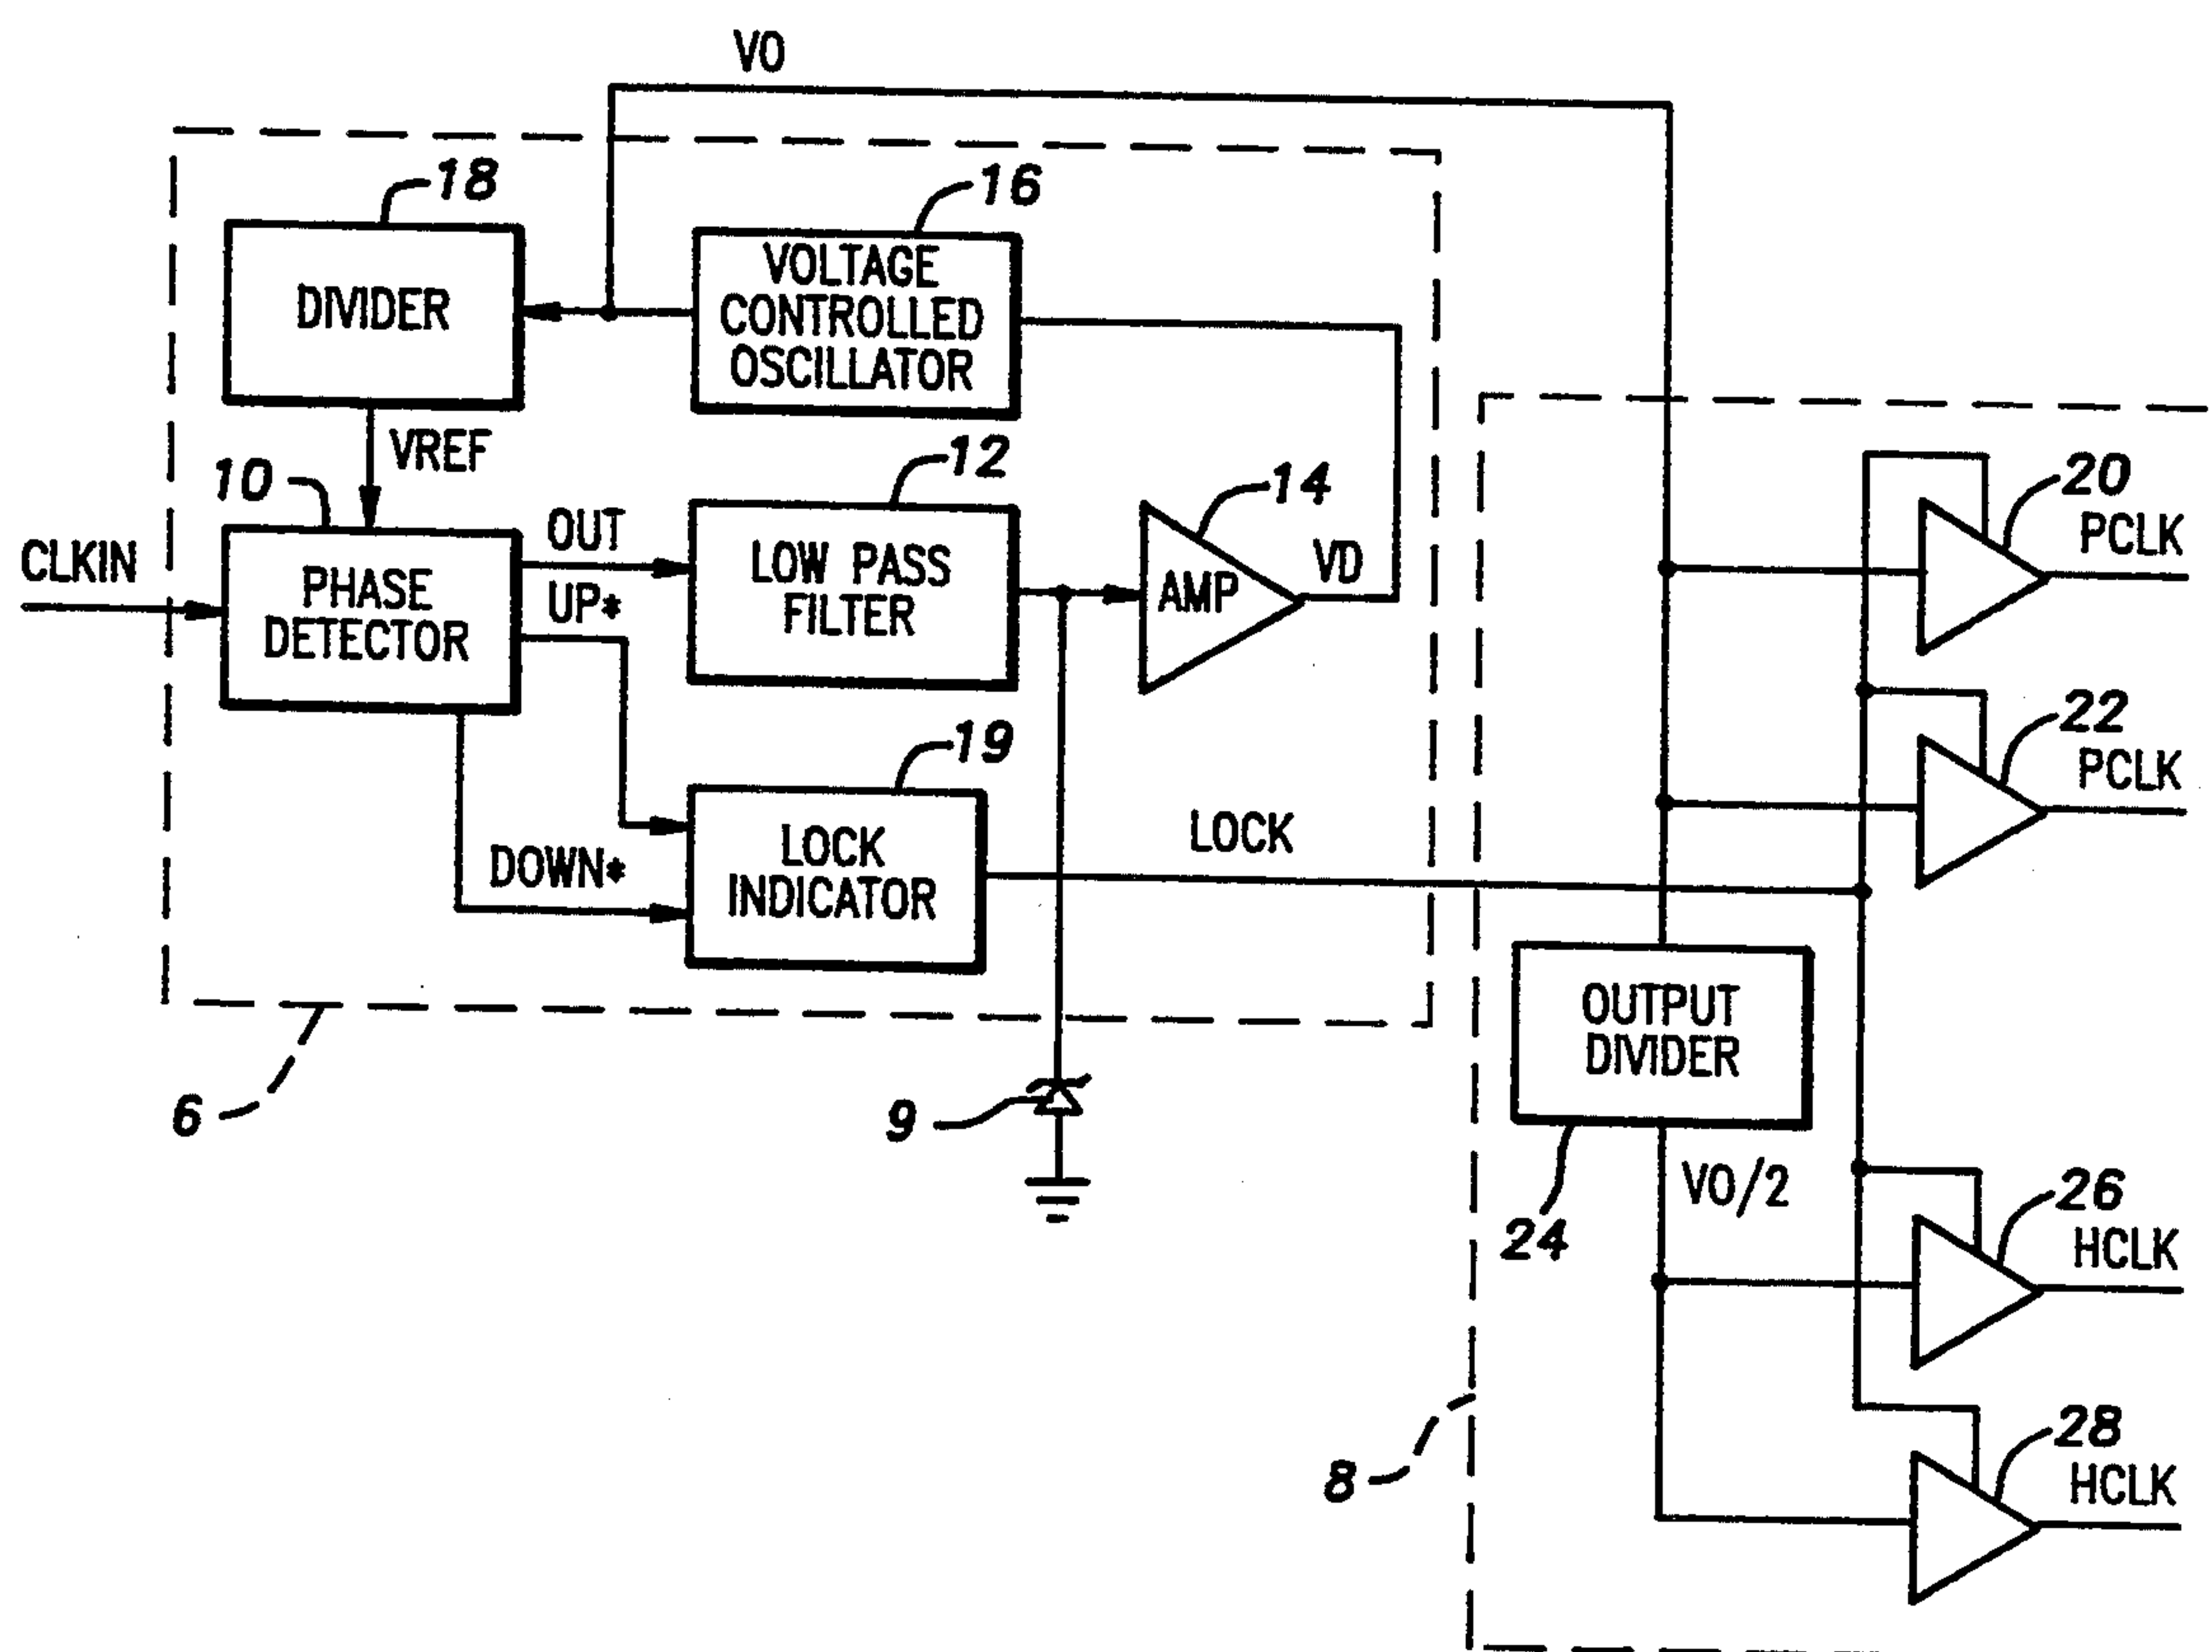 VO
18
16
DIVIDER
VOLTAGE
CONTROLLED
OSCILLATOR
VREF
10
12
14
20
PCLK
CLKIN
OUT
UP*
PHASE
DETECTOR
LOW PASS
FILTER
AMP
VD
22
PCLK
19
LOCK
DOWN*
LOCK
INDICATOR
OUTPUT
DIVIDER
6
9
24
VO/2
26
HCLK
8
28
HCLK